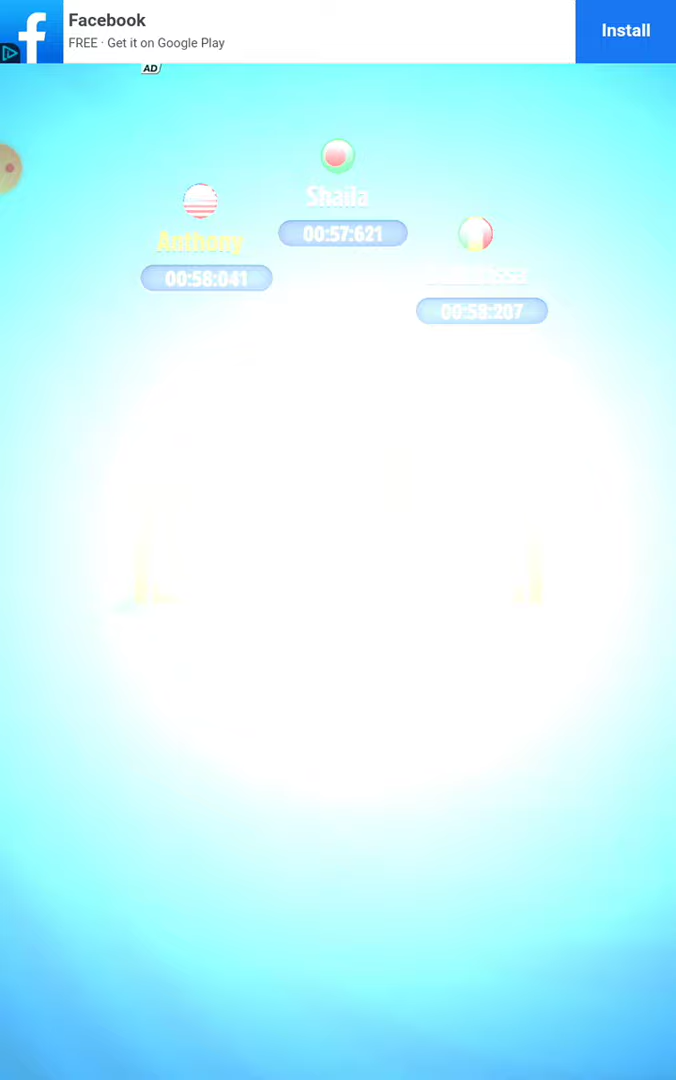 Facebook
FREE · Get it on Google Play
Install
AD
Shaila
00:57:621
Anthony
00:58:041
00:58:207